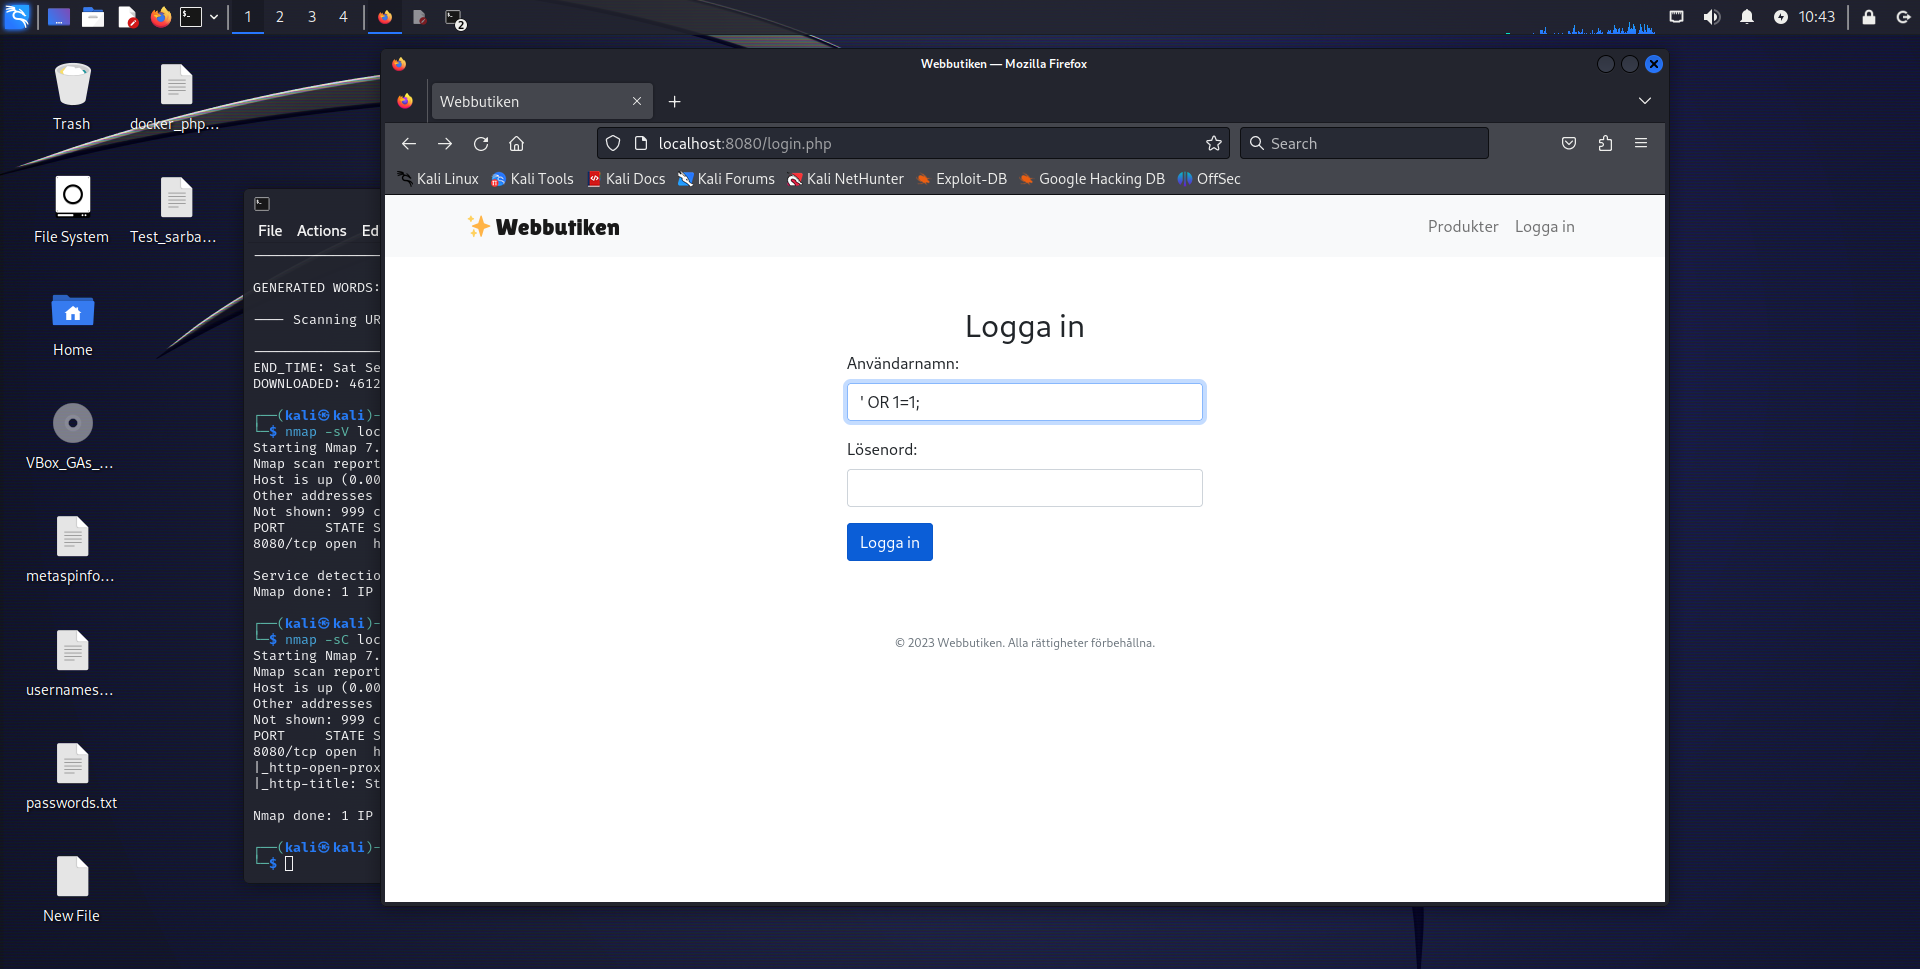 1 2 3 4
2
10:43
Trash
docker_php...
File System
Test_sarba...
Home
VBox_GAs_...
metaspinfo...
usernames...
passwords.txt
New File
File Actions Ed
GENERATED WORDS:
---- Scanning UR
END_TIME: Sat Se
DOWNLOADED: 4612
(kali㉿kali)-
$ nmap -sV loc
Starting Nmap 7.
Nmap scan report
Host is up (0.00
Other addresses
Not shown: 999 c
PORT STATE S
8080/tcp open h
Service detectio
Nmap done: 1 IP
(kali㉿kali)-
$ nmap -sC loc
Starting Nmap 7.
Nmap scan report
Host is up (0.00
Other addresses
Not shown: 999 c
PORT STATE S
8080/tcp open h
|_http-open-prox
|_http-title: St
Nmap done: 1 IP
(kali㉿kali)-
$
Webbutiken — Mozilla Firefox
Webbutiken
localhost:8080/login.php
Search
Kali Linux Kali Tools Kali Docs Kali Forums Kali NetHunter Exploit-DB Google Hacking DB OffSec
✨ Webbutiken
Produkter Logga in
Logga in
Användarnamn:
' OR 1=1;
Lösenord:
Logga in
© 2023 Webbutiken. Alla rättigheter förbehållna.